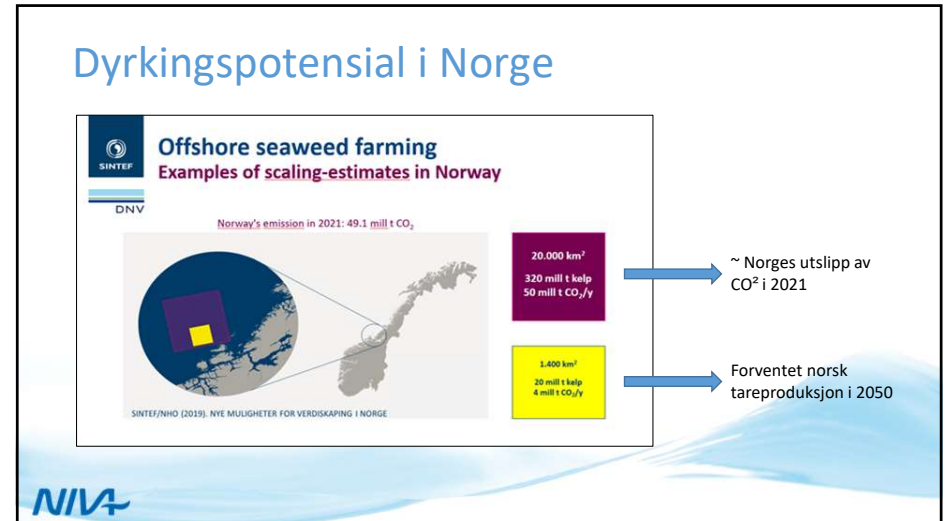 Dyrkingspotensial i Norge
SINTEF
DNV
Offshore seaweed farming
Examples of scaling-estimates in Norway
Norway's emission in 2021: 49.1 mill t CO₂
20.000 km²
320 mill t kelp
50 mill t CO₂/y
1.400 km²
20 mill t kelp
4 mill t CO₂/y
SINTEF/NHO (2019). NYE MULIGHETER FOR VERDISKAPING I NORGE
~ Norges utslipp av
CO² i 2021
Forventet norsk
tareproduksjon i 2050
NIVA